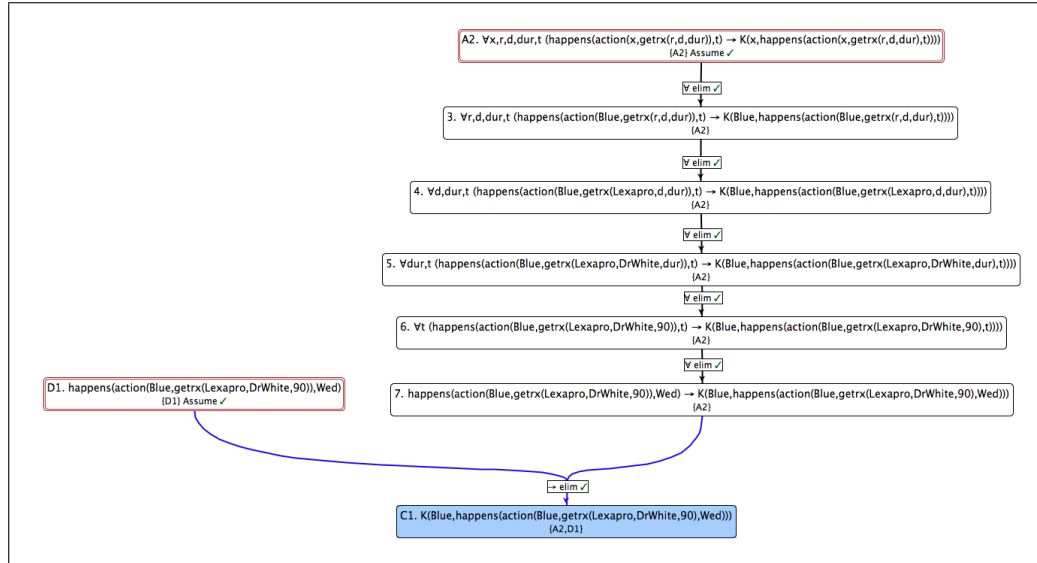 A2. ∀x,r,d,dur,t (happens(action(x,getrx(r,d,dur)),t) → K(x,happens(action(x,getrx(r,d,dur),t))))
{A2} Assume ✓
∀ elim ✓
3. ∀r,d,dur,t (happens(action(Blue,getrx(r,d,dur)),t) → K(Blue,happens(action(Blue,getrx(r,d,dur),t))))
{A2}
∀ elim ✓
4. ∀d,dur,t (happens(action(Blue,getrx(Lexapro,d,dur)),t) → K(Blue,happens(action(Blue,getrx(Lexapro,d,dur),t))))
{A2}
∀ elim ✓
5. ∀dur,t (happens(action(Blue,getrx(Lexapro,DrWhite,dur)),t) → K(Blue,happens(action(Blue,getrx(Lexapro,DrWhite,dur),t))))
{A2}
∀ elim ✓
6. ∀t (happens(action(Blue,getrx(Lexapro,DrWhite,90)),t) → K(Blue,happens(action(Blue,getrx(Lexapro,DrWhite,90),t))))
{A2}
∀ elim ✓
D1. happens(action(Blue,getrx(Lexapro,DrWhite,90)),Wed)
{D1} Assume ✓
7. happens(action(Blue,getrx(Lexapro,DrWhite,90)),Wed) → K(Blue,happens(action(Blue,getrx(Lexapro,DrWhite,90),Wed)))
{A2}
→ elim ✓
C1. K(Blue,happens(action(Blue,getrx(Lexapro,DrWhite,90),Wed)))
{A2,D1}